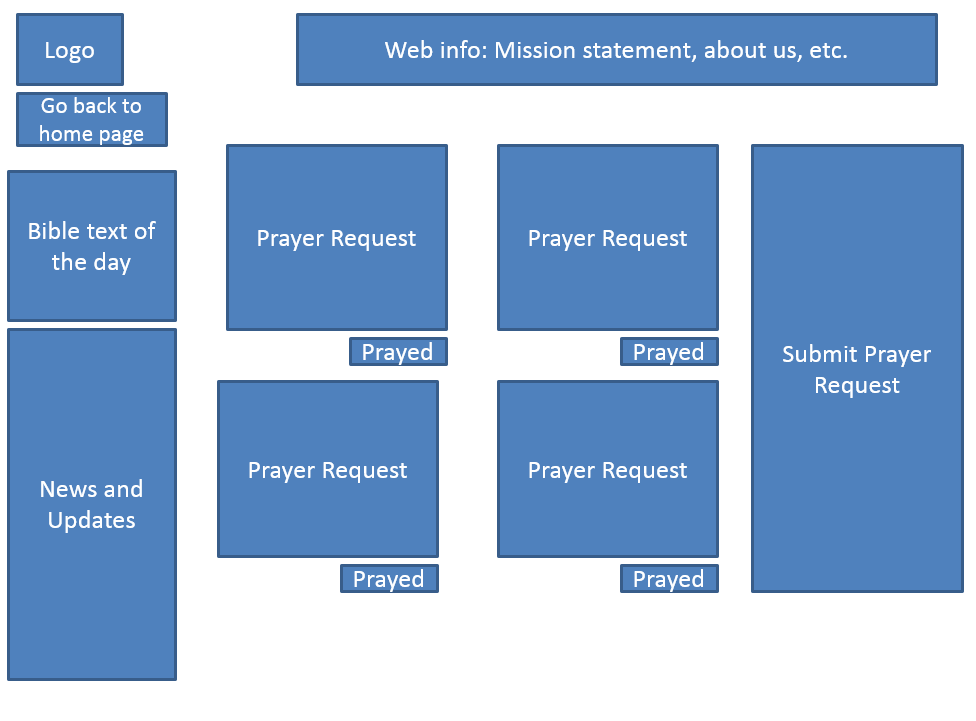 Logo
Web info: Mission statement, about us, etc.
Go back to
home page
Bible text of
the day
Prayer Request
Prayer Request
Prayed
Prayed
Submit Prayer
Request
Prayer Request
Prayer Request
News and
Updates
Prayed
Prayed